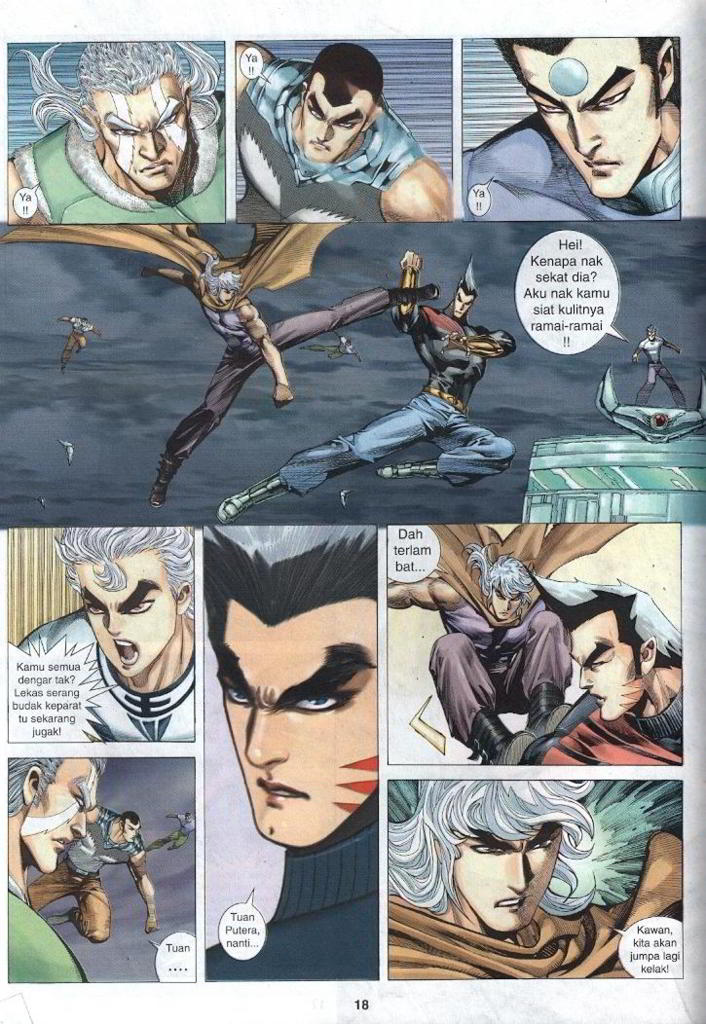 Ya
!!
Ya
!!
Ya
!!
Hei!
Kenapa nak
sekat dia?
Aku nak kamu
siat kulitnya
ramai-ramai
!!
Kamu semua
dengar tak?
Lekas serang
budak keparat
tu sekarang
jugak!
Tuan
....
Tuan
Putera,
nanti...
Dah
terlam
bat...
Kawan,
kita akan
jumpa lagi
kelak!
18